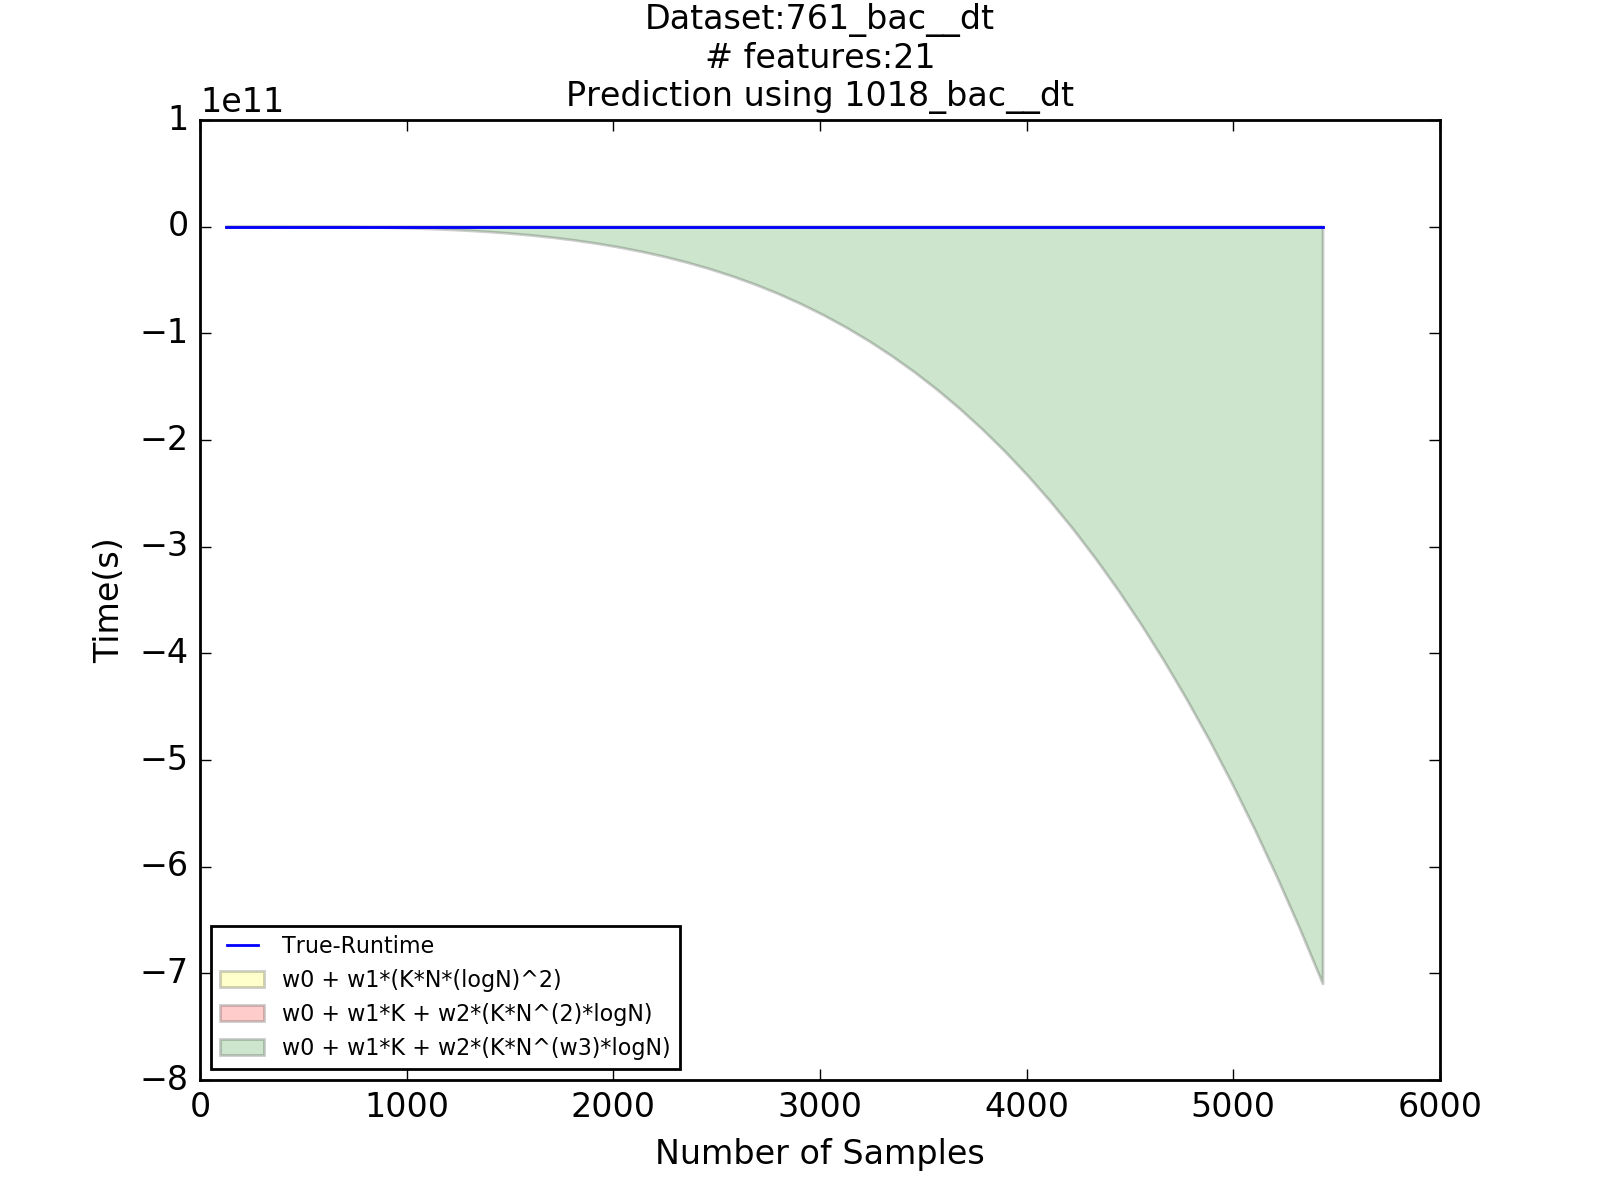 Dataset:761_bac__dt
# features:21
Prediction using 1018_bac__dt
1e11
1
0
−1
−2
−3
−4
−5
−6
−7
−8
Time(s)
True-Runtime
w0 + w1*(K*N*(logN)^2)
w0 + w1*K + w2*(K*N^(2)*logN)
w0 + w1*K + w2*(K*N^(w3)*logN)
0 1000 2000 3000 4000 5000 6000
Number of Samples